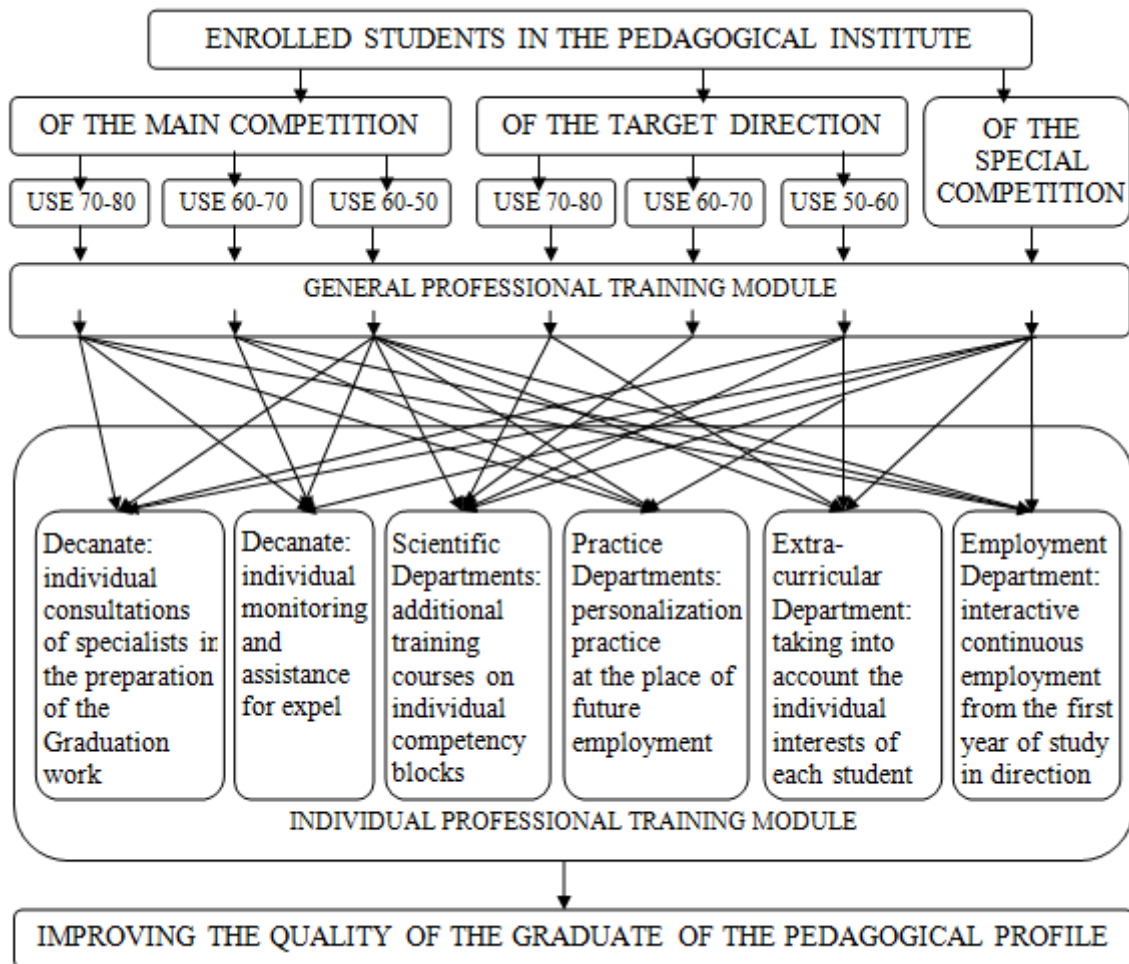 ENROLLED STUDENTS IN THE PEDAGOGICAL INSTITUTE
OF THE MAIN COMPETITION
OF THE TARGET DIRECTION
OF THE
SPECIAL
COMPETITION
USE 70-80
USE 60-70
USE 60-50
USE 70-80
USE 60-70
USE 50-60
GENERAL PROFESSIONAL TRAINING MODULE
Decanate:
individual
consultations
of specialists in
the preparation
of the
Graduation
work
Decanate:
individual
monitoring
and
assistance
for expel
Scientific
Departments:
additional
training
courses on
individual
competency
blocks
Practice
Departments:
personalization
practice
at the place of
future
employment
Extra-
curricular
Department:
taking into
account the
individual
interests of
each student
Employment
Department:
interactive
continuous
employment
from the first
year of study
in direction
INDIVIDUAL PROFESSIONAL TRAINING MODULE
IMPROVING THE QUALITY OF THE GRADUATE OF THE PEDAGOGICAL PROFILE